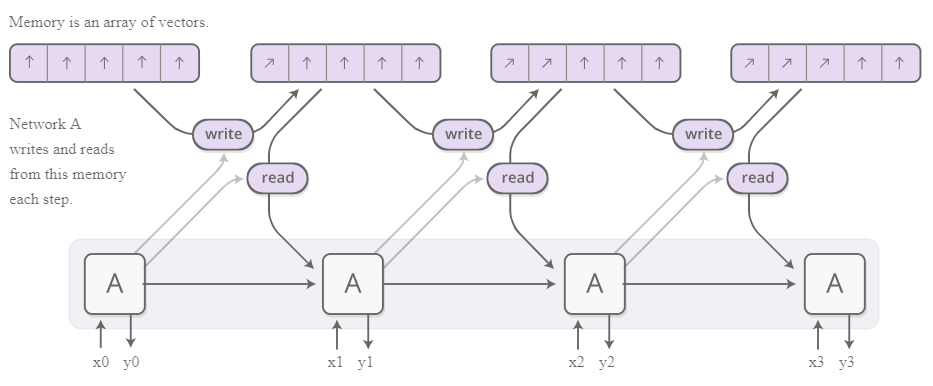 Memory is an array of vectors.
Network A
writes and reads
from this memory
each step.
write
write
write
read
read
read
A
A
A
A
x0 y0
x1 y1
x2 y2
x3 y3